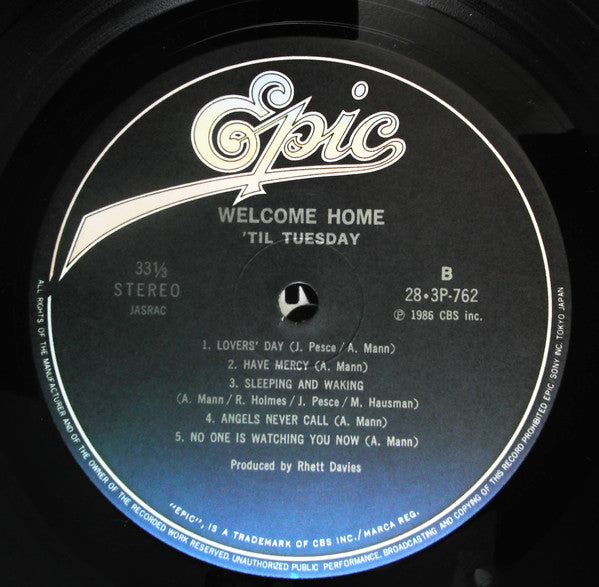 Epic
WELCOME HOME
'TIL TUESDAY
33⅓
STEREO
JASRAC
B
28・3P-762
℗ 1986 CBS inc.
1. LOVERS' DAY (J. Pesce / A. Mann)
2. HAVE MERCY (A. Mann)
3. SLEEPING AND WAKING
(A. Mann / R. Holmes / J. Pesce / M. Hausman)
4. ANGELS NEVER CALL (A. Mann)
5. NO ONE IS WATCHING YOU NOW (A. Mann)
Produced by Rhett Davies
"EPIC", IS A TRADEMARK OF CBS INC./MARCA REG.
ALL RIGHTS OF THE MANUFACTURER AND OF THE OWNER OF THE RECORDED WORK RESERVED, UNAUTHORIZED PUBLIC PERFORMANCE, BROADCASTING AND COPYING OF THIS RECORD PROHIBITED EPIC. SONY INC. TOKYO JAPAN